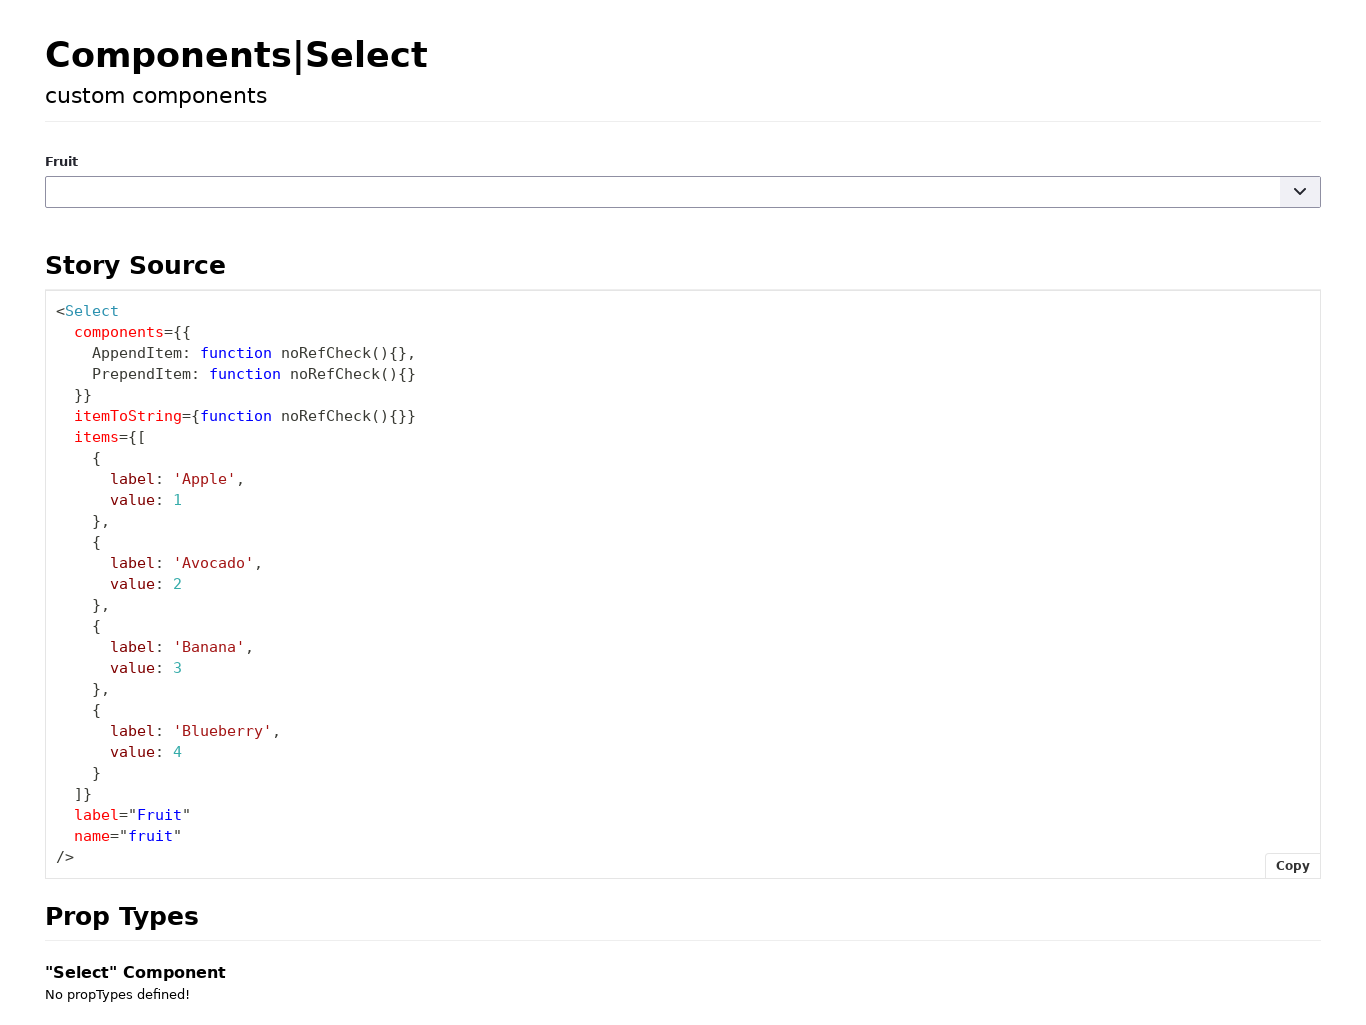 Components|Select
custom components
Fruit
Story Source
<Select
  components={{
    AppendItem: function noRefCheck(){},
    PrependItem: function noRefCheck(){}
  }}
  itemToString={function noRefCheck(){}}
  items={[
    {
      label: 'Apple',
      value: 1
    },
    {
      label: 'Avocado',
      value: 2
    },
    {
      label: 'Banana',
      value: 3
    },
    {
      label: 'Blueberry',
      value: 4
    }
  ]}
  label="Fruit"
  name="fruit"
/>
Copy
Prop Types
"Select" Component
No propTypes defined!